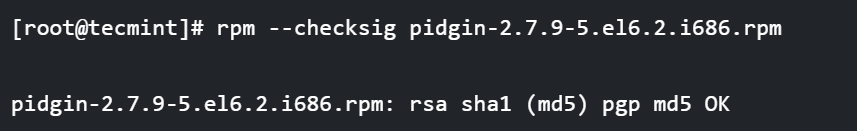 [root@tecmint]# rpm --checksig pidgin-2.7.9-5.el6.2.i686.rpm
pidgin-2.7.9-5.el6.2.i686.rpm: rsa sha1 (md5) pgp md5 OK